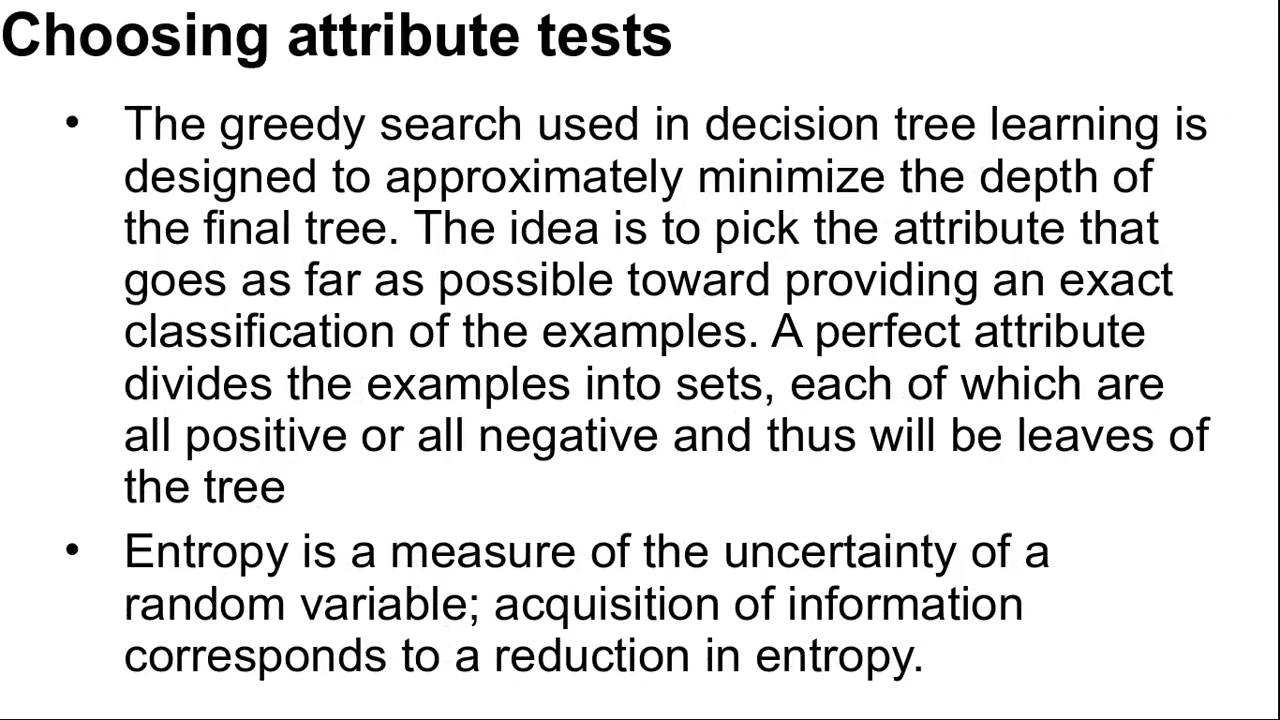 Choosing attribute tests
• The greedy search used in decision tree learning is
designed to approximately minimize the depth of
the final tree. The idea is to pick the attribute that
goes as far as possible toward providing an exact
classification of the examples. A perfect attribute
divides the examples into sets, each of which are
all positive or all negative and thus will be leaves of
the tree
• Entropy is a measure of the uncertainty of a
random variable; acquisition of information
corresponds to a reduction in entropy.